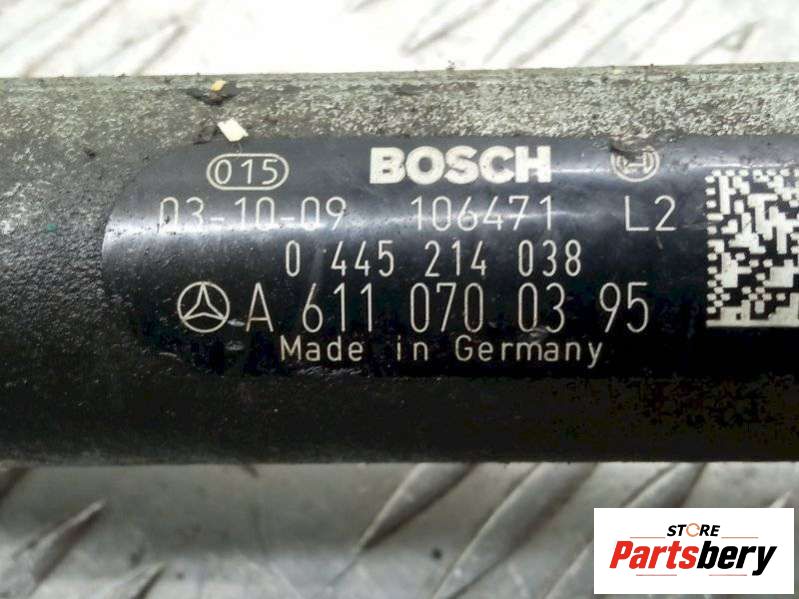 015 BOSCH
03-10-09 106471 L2
0 445 214 038
A 611 070 03 95
Made in Germany
STORE
Partsbery